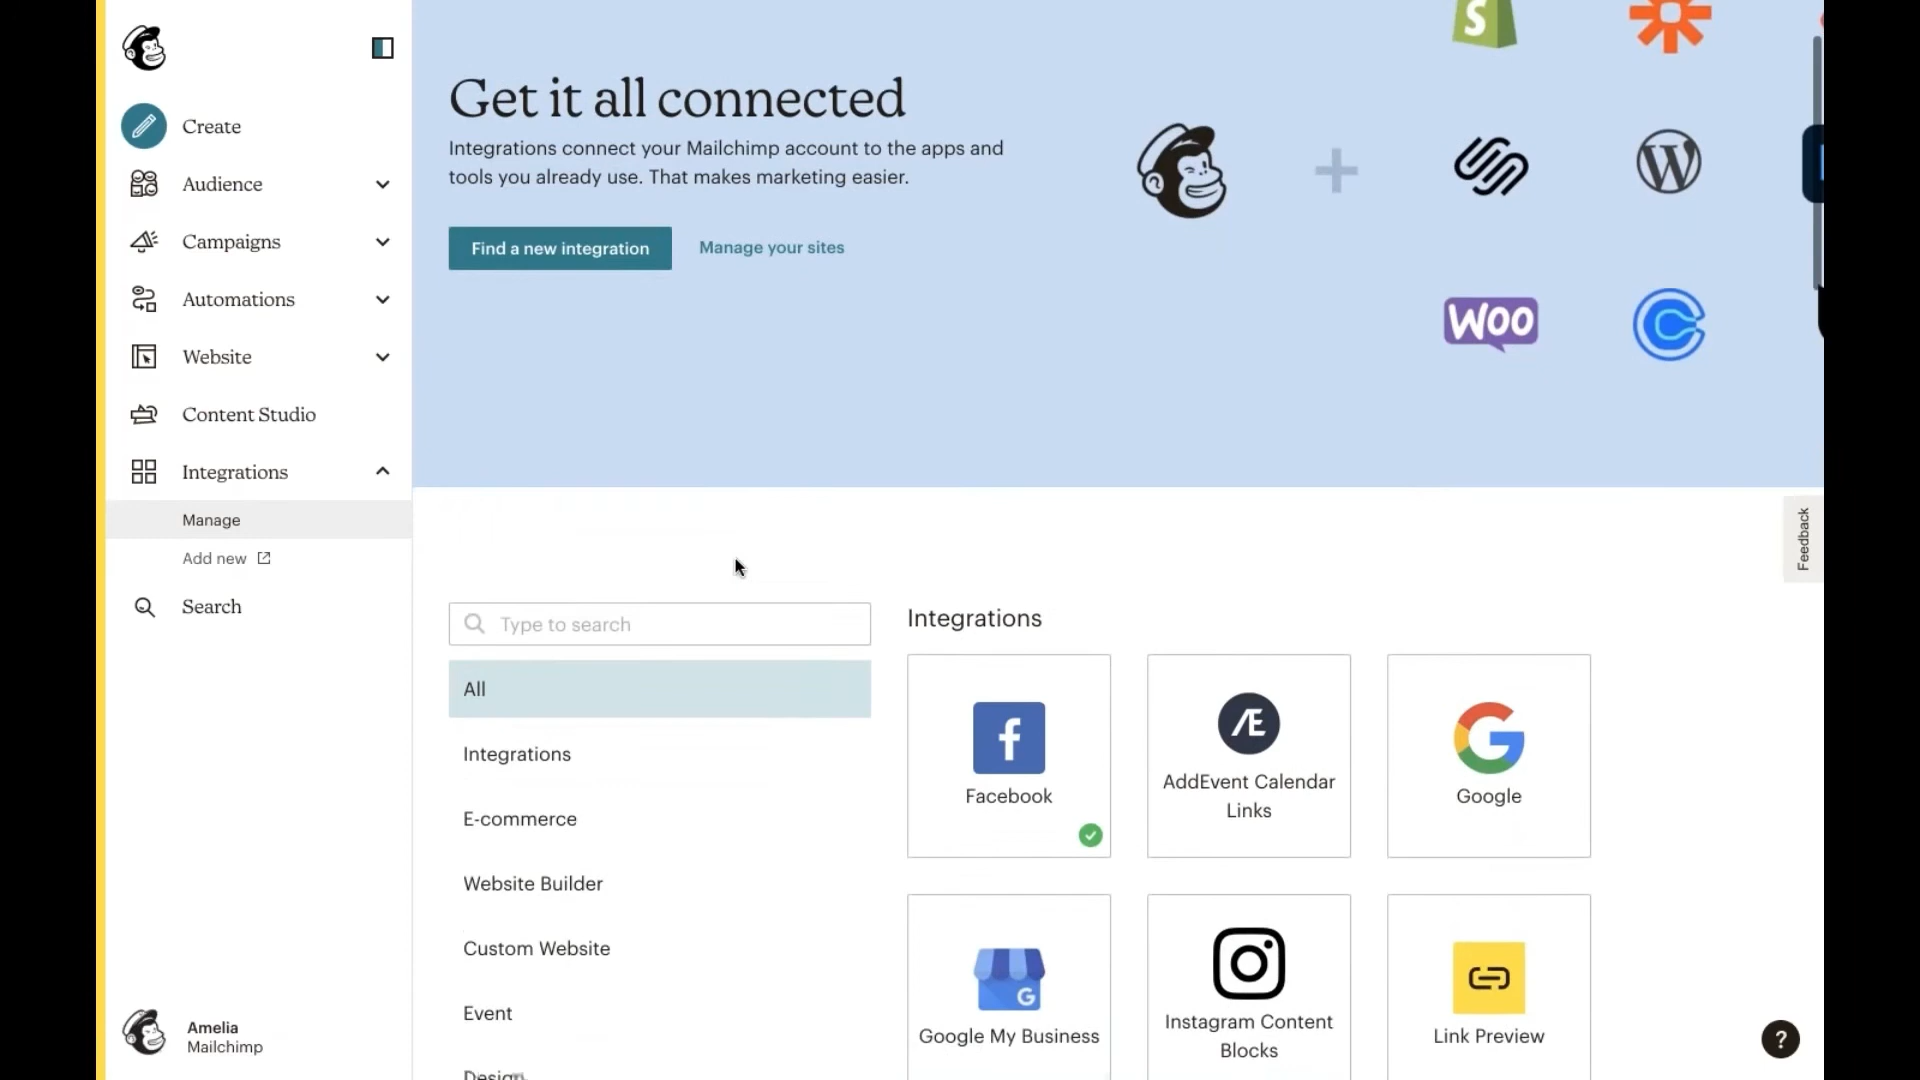 Create
Audience
Campaigns
Automations
Website
Content Studio
Integrations
Manage
Add new
Search
Amelia
Mailchimp
Get it all connected
Integrations connect your Mailchimp account to the apps and
tools you already use. That makes marketing easier.
Find a new integration
Manage your sites
S
W
Woo
Feedback
Type to search
All
Integrations
E-commerce
Website Builder
Custom Website
Event
Design
Integrations
f
Facebook
Æ
AddEvent Calendar
Links
G
Google
G
Google My Business
Instagram Content
Blocks
Link Preview
?